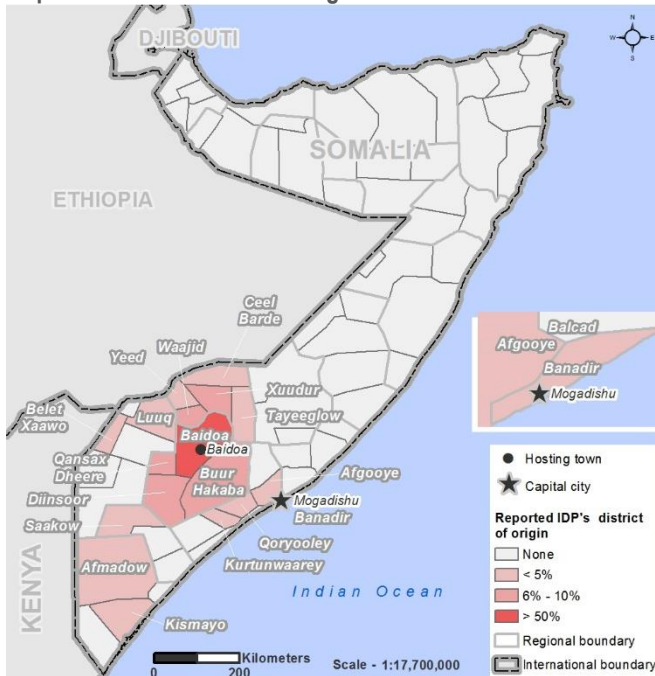 DJIBOUTI
N
W
E
S
SOMALIA
ETHIOPIA
Ceel
Barde
Waajid
Yeed
Balcad
Afgooye
Banadir
Mogadishu
Xuudur
Belet
Xaawo
Luuq
Tayeeglow
Baidoa
Baidoa
Qansax
Dheere
Buur
Hakaba
Afgooye
Diinsoor
Mogadishu
Banadir
Saakow
Qoryooley
Kurtunwaarey
Afmadow
KENYA
Kismayo
Indian Ocean
Hosting town
Capital city
Reported IDP's district
of origin
None
< 5%
6% - 10%
> 50%
Regional boundary
International boundary
Kilometers
0
200
Scale - 1:17,700,000